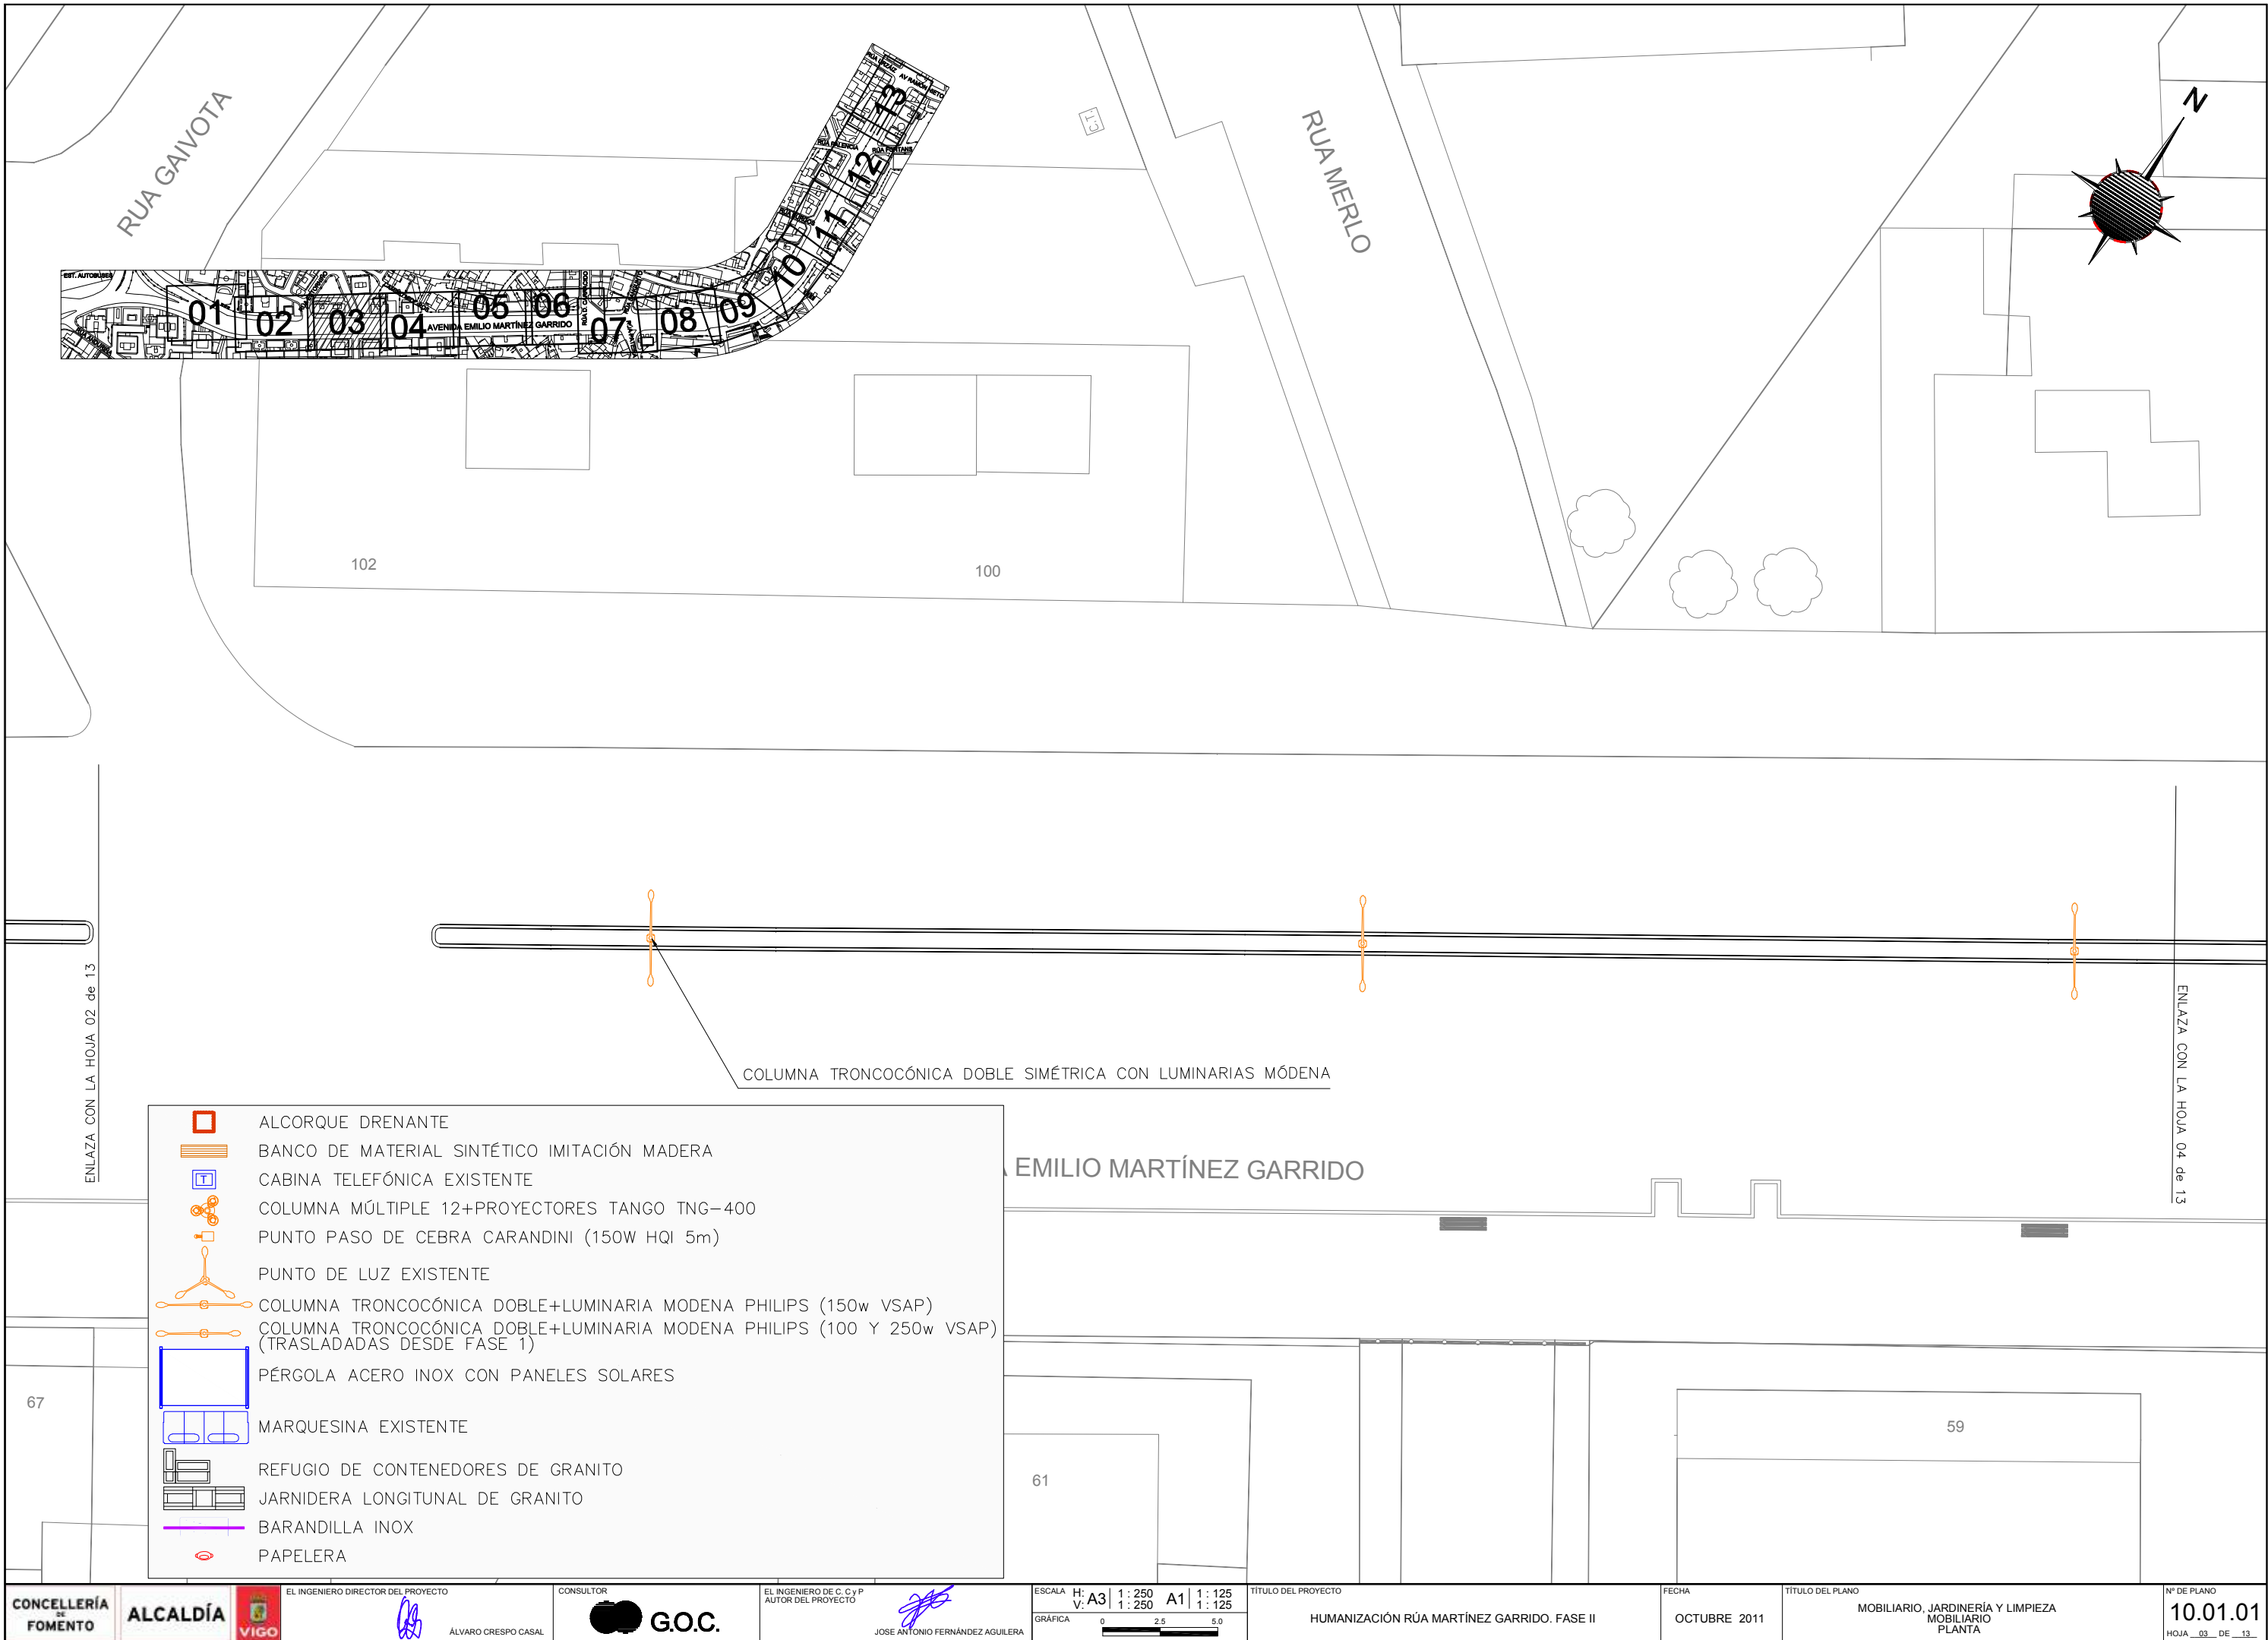 RUA GAIVOTA
RUA MERLO
N
C.T.
EST. AUTOBUSES
01
02
03
04
05
06
07
08
09
10
11
12
13
AVENIDA EMILIO MARTÍNEZ GARRIDO
RÚA URZÁIZ
AV RAMÓN NIETO
RÚA PALENCIA
102
100
ENLAZA CON LA HOJA 02 de 13
ENLAZA CON LA HOJA 04 de 13
COLUMNA TRONCOCÓNICA DOBLE SIMÉTRICA CON LUMINARIAS MÓDENA
EMILIO MARTÍNEZ GARRIDO
ALCORQUE DRENANTE
BANCO DE MATERIAL SINTÉTICO IMITACIÓN MADERA
T
CABINA TELEFÓNICA EXISTENTE
COLUMNA MÚLTIPLE 12+PROYECTORES TANGO TNG-400
PUNTO PASO DE CEBRA CARANDINI (150W HQI 5m)
PUNTO DE LUZ EXISTENTE
COLUMNA TRONCOCÓNICA DOBLE+LUMINARIA MODENA PHILIPS (150w VSAP)
COLUMNA TRONCOCÓNICA DOBLE+LUMINARIA MODENA PHILIPS (100 Y 250w VSAP)
(TRASLADADAS DESDE FASE 1)
PÉRGOLA ACERO INOX CON PANELES SOLARES
MARQUESINA EXISTENTE
REFUGIO DE CONTENEDORES DE GRANITO
JARNIDERA LONGITUNAL DE GRANITO
BARANDILLA INOX
PAPELERA
67
61
59
CONCELLERÍA
DE
FOMENTO
ALCALDÍA
VIGO
EL INGENIERO DIRECTOR DEL PROYECTO
ÁLVARO CRESPO CASAL
CONSULTOR
G.O.C.
EL INGENIERO DE C. C y P
AUTOR DEL PROYECTO
JOSE ANTONIO FERNÁNDEZ AGUILERA
ESCALA H: A3 1 : 250 A1 1 : 125
V: 1 : 250 1 : 125
GRÁFICA 0 2.5 5.0
TÍTULO DEL PROYECTO
HUMANIZACIÓN RÚA MARTÍNEZ GARRIDO. FASE II
FECHA
OCTUBRE 2011
TÍTULO DEL PLANO
MOBILIARIO, JARDINERÍA Y LIMPIEZA
MOBILIARIO
PLANTA
Nº DE PLANO
10.01.01
HOJA 03 DE 13